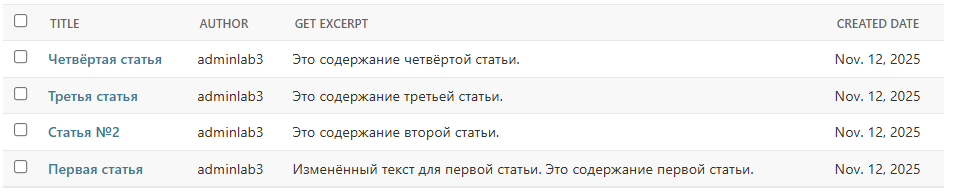 TITLE AUTHOR GET EXCERPT CREATED DATE
Четвёртая статья adminlab3 Это содержание четвёртой статьи. Nov. 12, 2025
Третья статья adminlab3 Это содержание третьей статьи. Nov. 12, 2025
Статья №2 adminlab3 Это содержание второй статьи. Nov. 12, 2025
Первая статья adminlab3 Изменённый текст для первой статьи. Это содержание первой статьи. Nov. 12, 2025